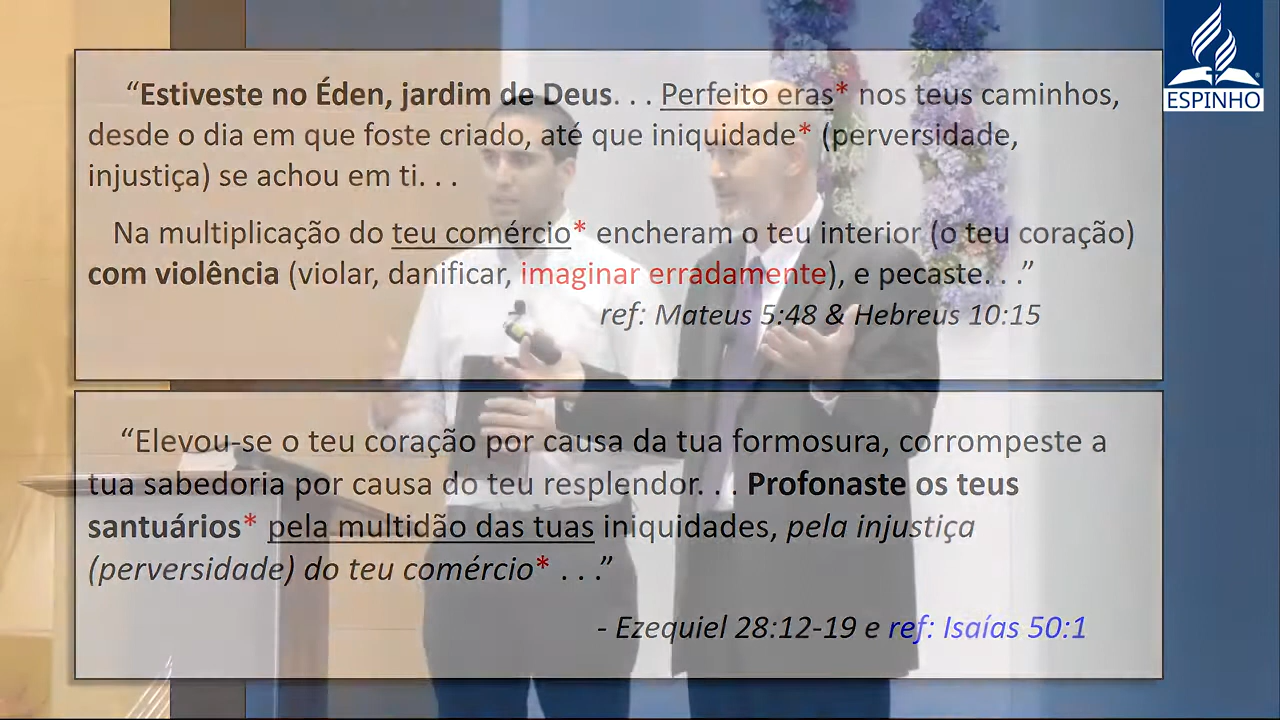 “Estiveste no Éden, jardim de Deus. . . Perfeito eras* nos teus caminhos,
desde o dia em que foste criado, até que iniquidade* (perversidade,
injustiça) se achou em ti. . .
Na multiplicação do teu comércio* encheram o teu interior (o teu coração)
com violência (violar, danificar, imaginar erradamente), e pecaste. . .”
ref: Mateus 5:48 & Hebreus 10:15
“Elevou-se o teu coração por causa da tua formosura, corrompeste a
tua sabedoria por causa do teu resplendor. . . Profonaste os teus
santuários* pela multidão das tuas iniquidades, pela injustiça
(perversidade) do teu comércio* . . .”
- Ezequiel 28:12-19 e ref: Isaías 50:1
ESPINHO